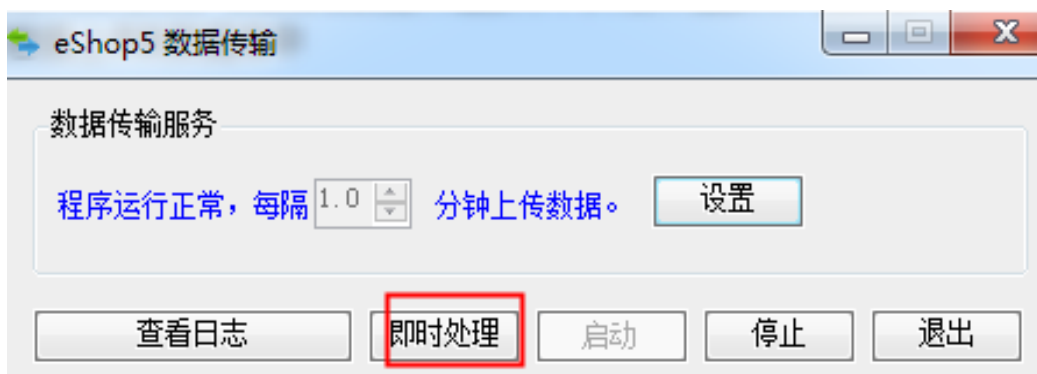 eShop5 数据传输
数据传输服务
程序运行正常，每隔 1.0 分钟上传数据。 设置
查看日志 即时处理 启动 停止 退出